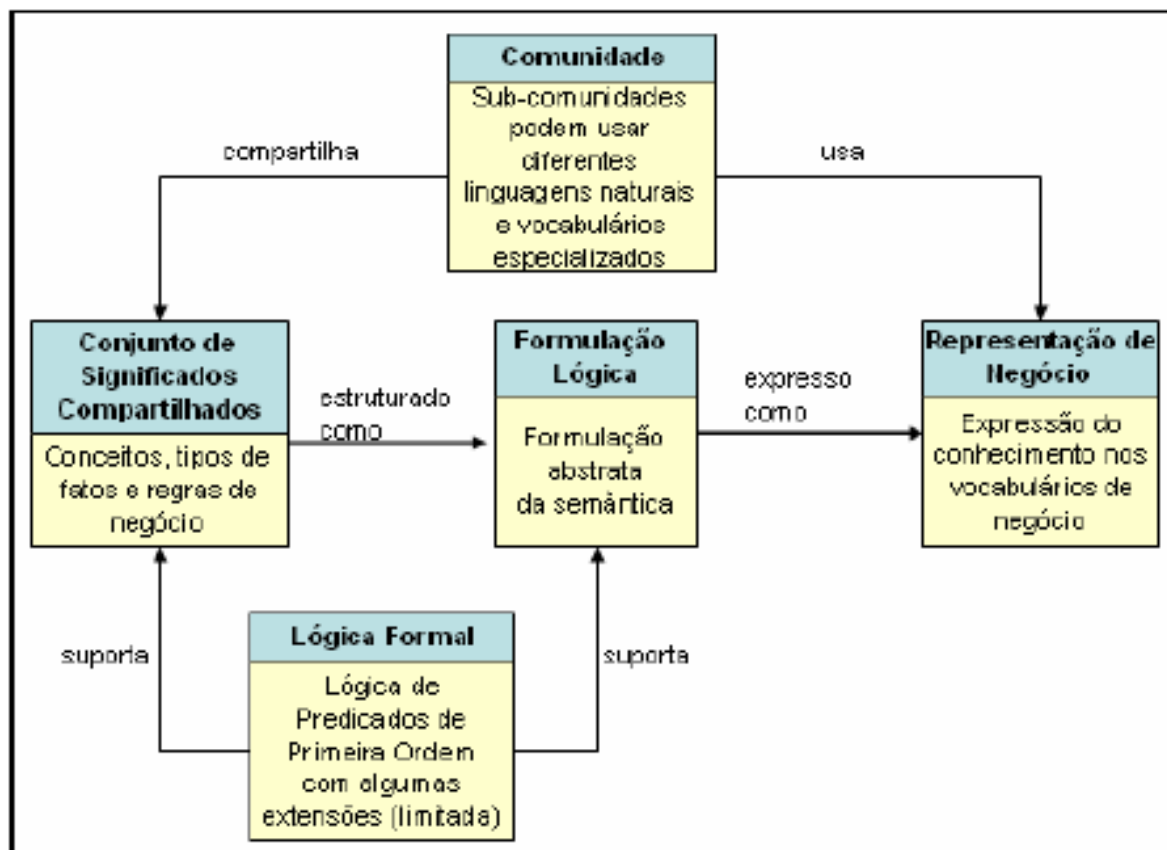 Comunidade
Sub-comunidades
podem usar
diferentes
linguagens naturais
e vocabulários
especializados
compartilha
usa
Conjunto de
Significados
Compartilhados
Conceitos, tipos de
fatos e regras de
negócio
estruturado
como
Formulação
Lógica
Formulação
abstrata
da semântica
expresso
como
Representação de
Negócio
Expressão do
conhecimento nos
vocabulários de
negócio
suporta
Lógica Formal
Lógica de
Predicados de
Primeira Ordem
com algumas
extensões (limitada)
suporta